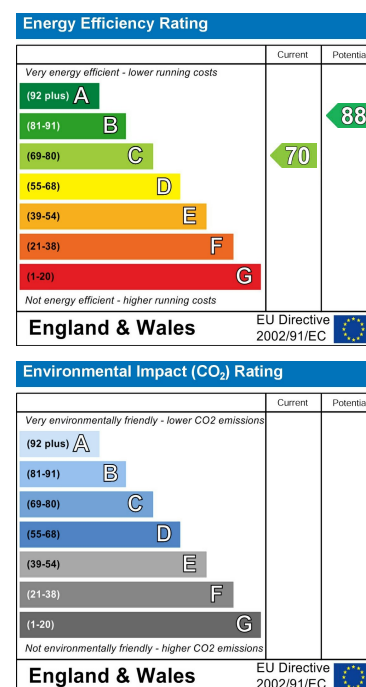 Energy Efficiency Rating
Current Potentia
Very energy efficient - lower running costs
(92 plus) A
(81-91) B
88
(69-80) C 70
(55-68) D
(39-54) E
(21-38) F
(1-20) G
Not energy efficient - higher running costs
England & Wales
EU Directive
2002/91/EC
Environmental Impact (CO₂) Rating
Current Potentia
Very environmentally friendly - lower CO2 emissions
(92 plus) A
(81-91) B
(69-80) C
(55-68) D
(39-54) E
(21-38) F
(1-20) G
Not environmentally friendly - higher CO2 emissions
England & Wales
EU Directive
2002/91/EC